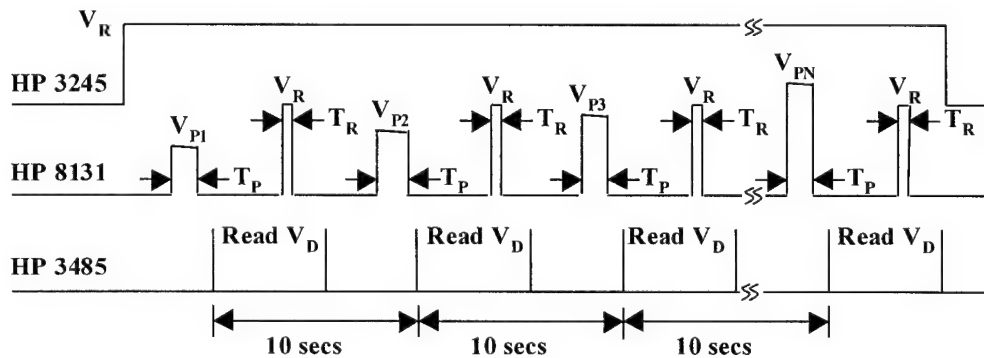 V_R
HP 3245
V_PN
V_R V_R V_R V_R
V_P1 T_R V_P2 T_R V_P3 T_R T_R
HP 8131 T_P T_P T_P T_P
Read V_D Read V_D Read V_D Read V_D
HP 3485
10 secs 10 secs 10 secs